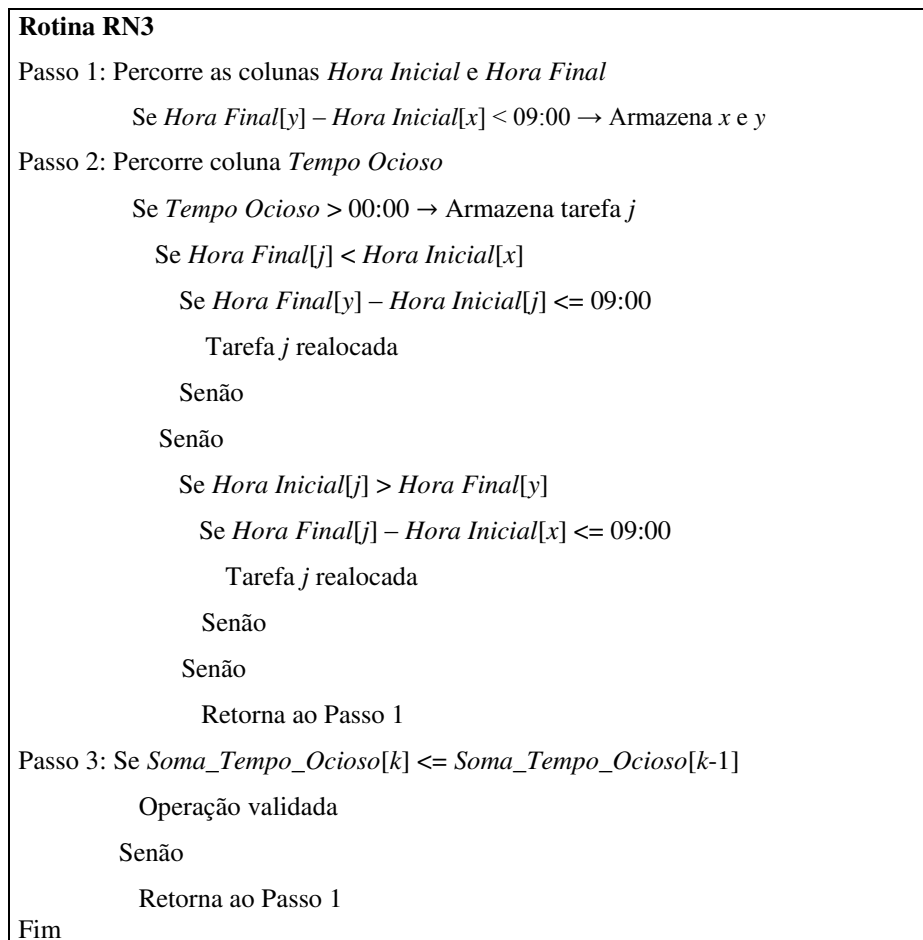 Rotina RN3
Passo 1: Percorre as colunas Hora Inicial e Hora Final
Se Hora Final[y] – Hora Inicial[x] < 09:00 → Armazena x e y
Passo 2: Percorre coluna Tempo Ocioso
Se Tempo Ocioso > 00:00 → Armazena tarefa j
Se Hora Final[j] < Hora Inicial[x]
Se Hora Final[y] – Hora Inicial[j] <= 09:00
Tarefa j realocada
Senão
Senão
Se Hora Inicial[j] > Hora Final[y]
Se Hora Final[j] – Hora Inicial[x] <= 09:00
Tarefa j realocada
Senão
Senão
Retorna ao Passo 1
Passo 3: Se Soma_Tempo_Ocioso[k] <= Soma_Tempo_Ocioso[k-1]
Operação validada
Senão
Retorna ao Passo 1
Fim